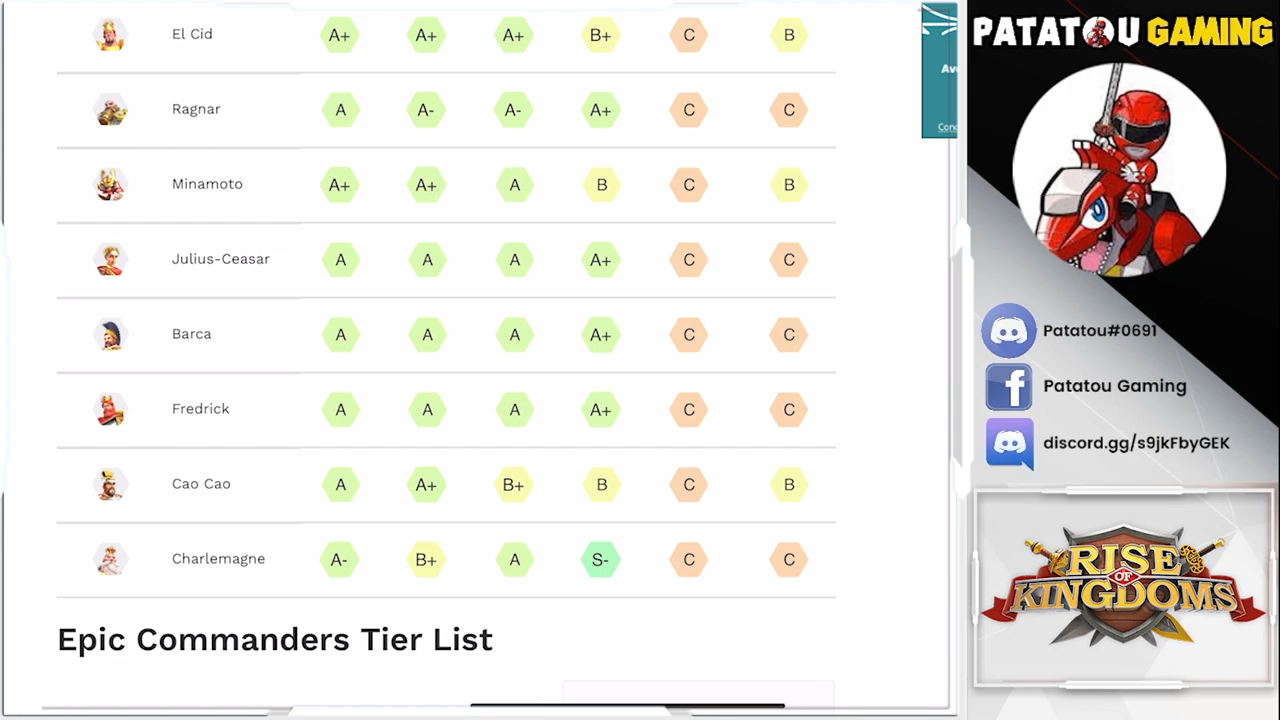 El Cid A+ A+ A+ B+ C B
Ragnar A A- A- A+ C C
Minamoto A+ A+ A B C B
Julius-Ceasar A A A A+ C C
Barca A A A A+ C C
Fredrick A A A A+ C C
Cao Cao A A+ B+ B C B
Charlemagne A- B+ A S- C C
Epic Commanders Tier List
PATATOU GAMING
Patatou#0691
Patatou Gaming
discord.gg/s9jkFbyGEK
RISE
OF
KINGDOMS